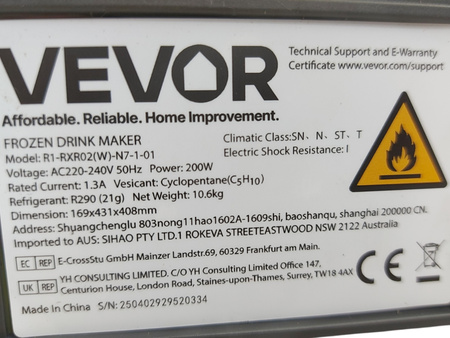 VEVOR
Technical Support and E-Warranty
Certificate www.vevor.com/support
Affordable. Reliable. Home Improvement.
FROZEN DRINK MAKER
Model: R1-RXR02(W)-N7-1-01
Voltage: AC220-240V 50Hz Power: 200W
Rated Current: 1.3A Vesicant: Cyclopentane(C5H10)
Refrigerant: R290 (21g) Net Weight: 10.6kg
Dimension: 169x431x408mm
Climatic Class:SN、N、ST、T
Electric Shock Resistance: I
Address: Shyuangchenglu 803nong11hao1602A-1609shi, baoshanqu, shanghai 200000 CN.
Imported to AUS: SIHAO PTY LTD.1 ROKEVA STREETEASTWOOD NSW 2122 Australia
EC REP E-CrossStu GmbH Mainzer Landstr.69, 60329 Frankfurt am Main.
UK REP YH CONSULTING LIMITED. C/O YH Consulting Limited Office 147,
Centurion House, London Road, Staines-upon-Thames, Surrey, TW18 4AX
CE
Made In China S/N: 250402929520334